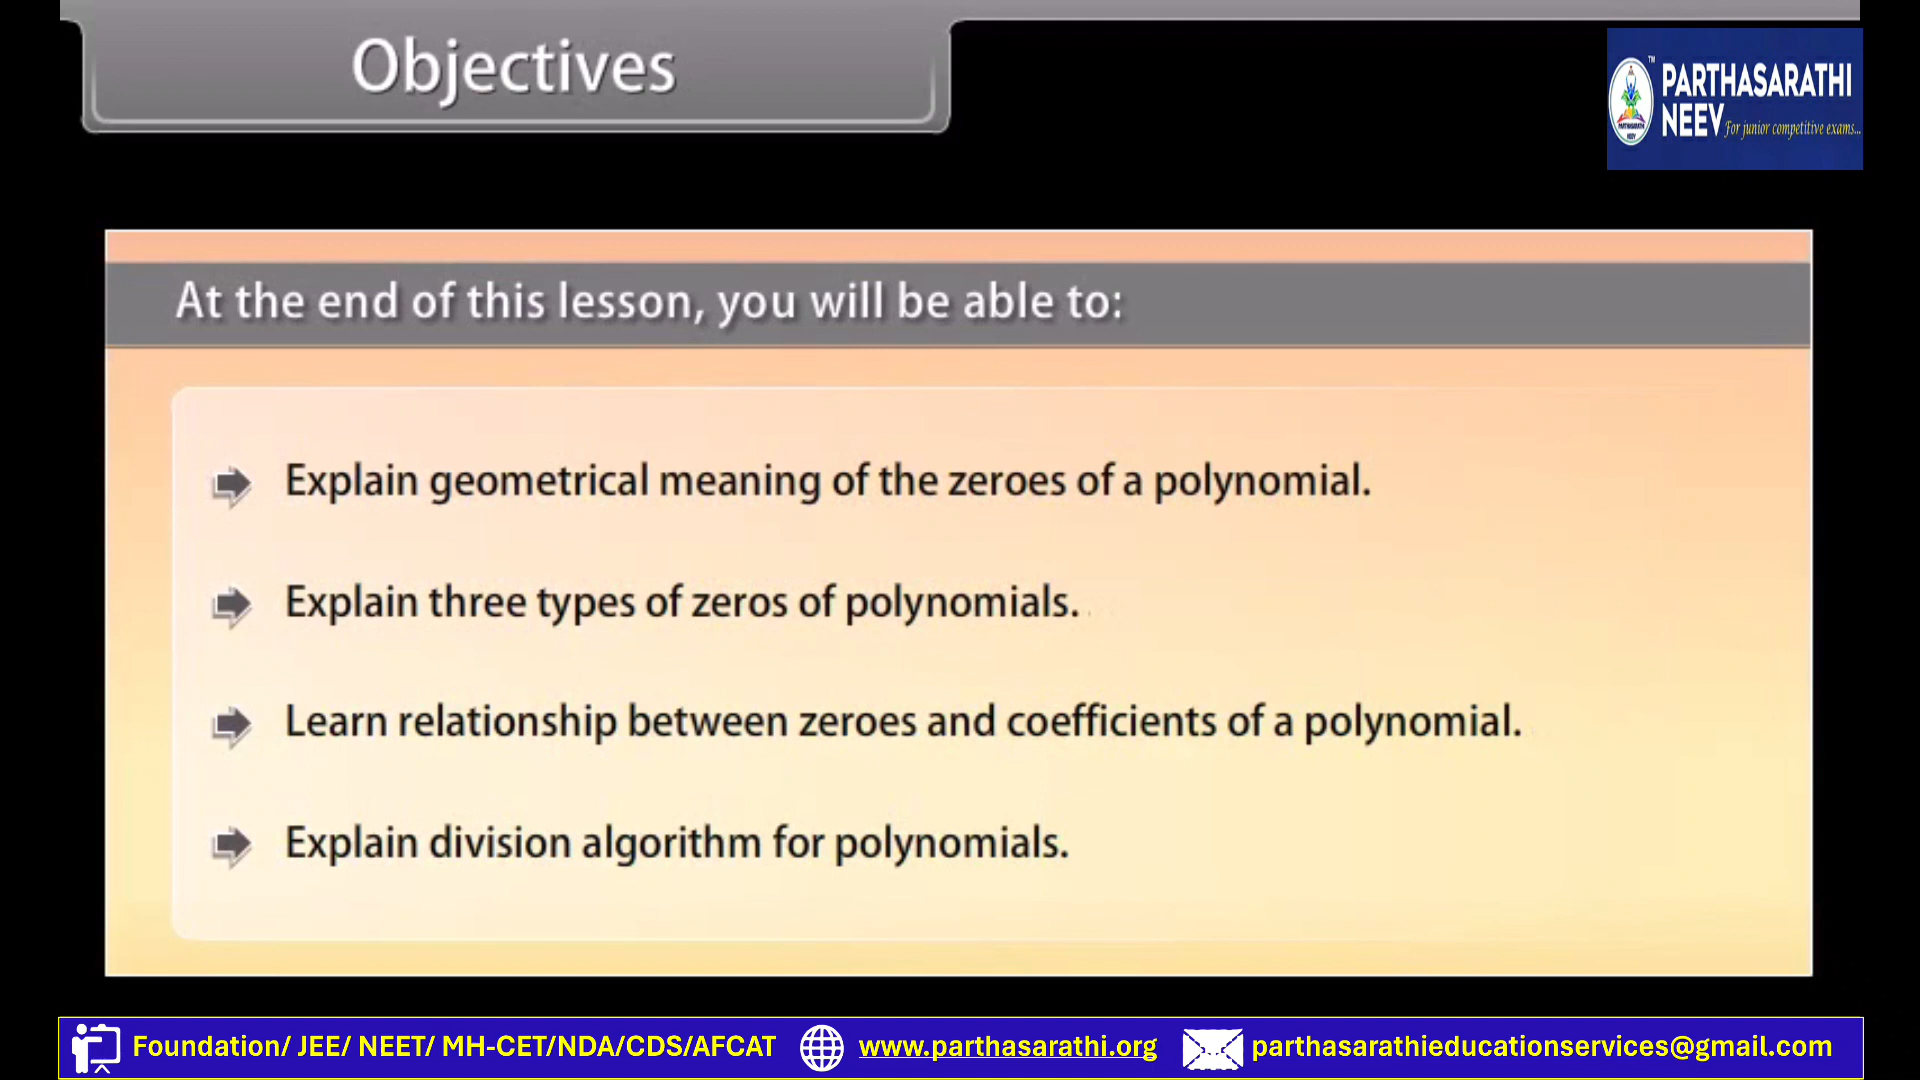 Objectives
TM
PARTHASARATHI
NEEV For junior competitive exams...
PARTHASARATHI
NEEV
At the end of this lesson, you will be able to:
Explain geometrical meaning of the zeroes of a polynomial.
Explain three types of zeros of polynomials.
Learn relationship between zeroes and coefficients of a polynomial.
Explain division algorithm for polynomials.
Foundation/ JEE/ NEET/ MH-CET/NDA/CDS/AFCAT www.parthasarathi.org parthasarathieducationservices@gmail.com